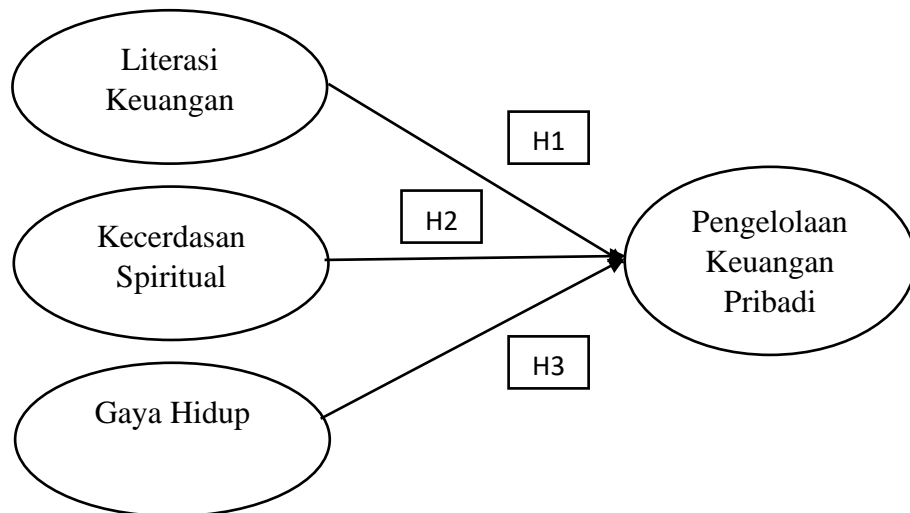 Literasi
Keuangan
H1
H2
Kecerdasan
Spiritual
Pengelolaan
Keuangan
Pribadi
H3
Gaya Hidup